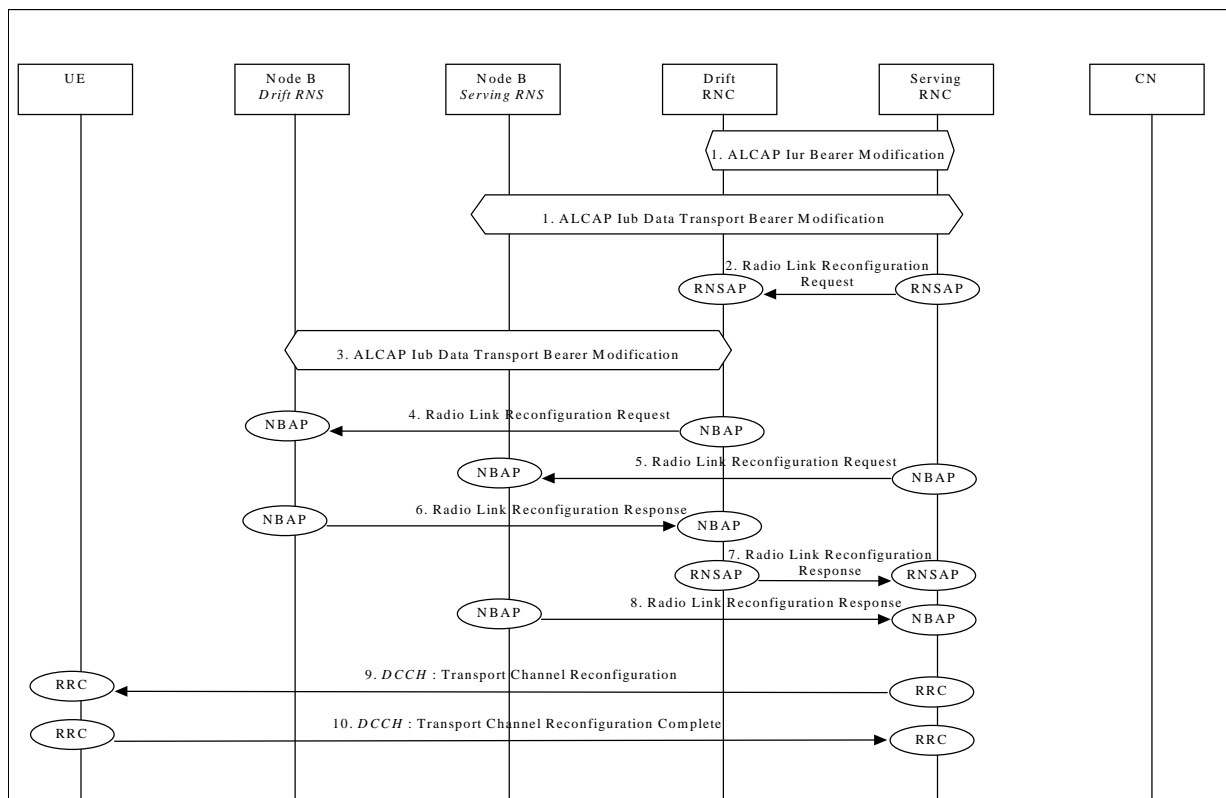 UE
Node B
Drift RNS
Node B
Serving RNS
Drift
RNC
Serving
RNC
CN
1. ALCAP Iur Bearer Modification
1. ALCAP Iub Data Transport Bearer Modification
2. Radio Link Reconfiguration
Request
RNSAP
RNSAP
3. ALCAP Iub Data Transport Bearer Modification
4. Radio Link Reconfiguration Request
NBAP
NBAP
5. Radio Link Reconfiguration Request
NBAP
NBAP
6. Radio Link Reconfiguration Response
NBAP
NBAP
7. Radio Link Reconfiguration
Response
RNSAP
RNSAP
8. Radio Link Reconfiguration Response
NBAP
NBAP
9. DCCH : Transport Channel Reconfiguration
RRC
RRC
10. DCCH : Transport Channel Reconfiguration Complete
RRC
RRC